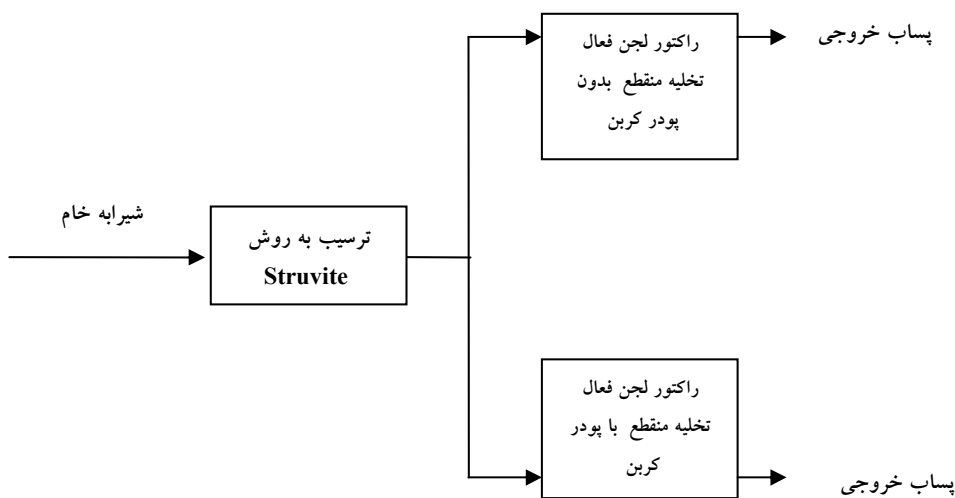 راکتور لجن فعال
تخلیه منقطع بدون
پودر کربن
پساب خروجی
شیرابه خام
ترسیب به روش
Struvite
راکتور لجن فعال
تخلیه منقطع با پودر
کربن
پساب خروجی